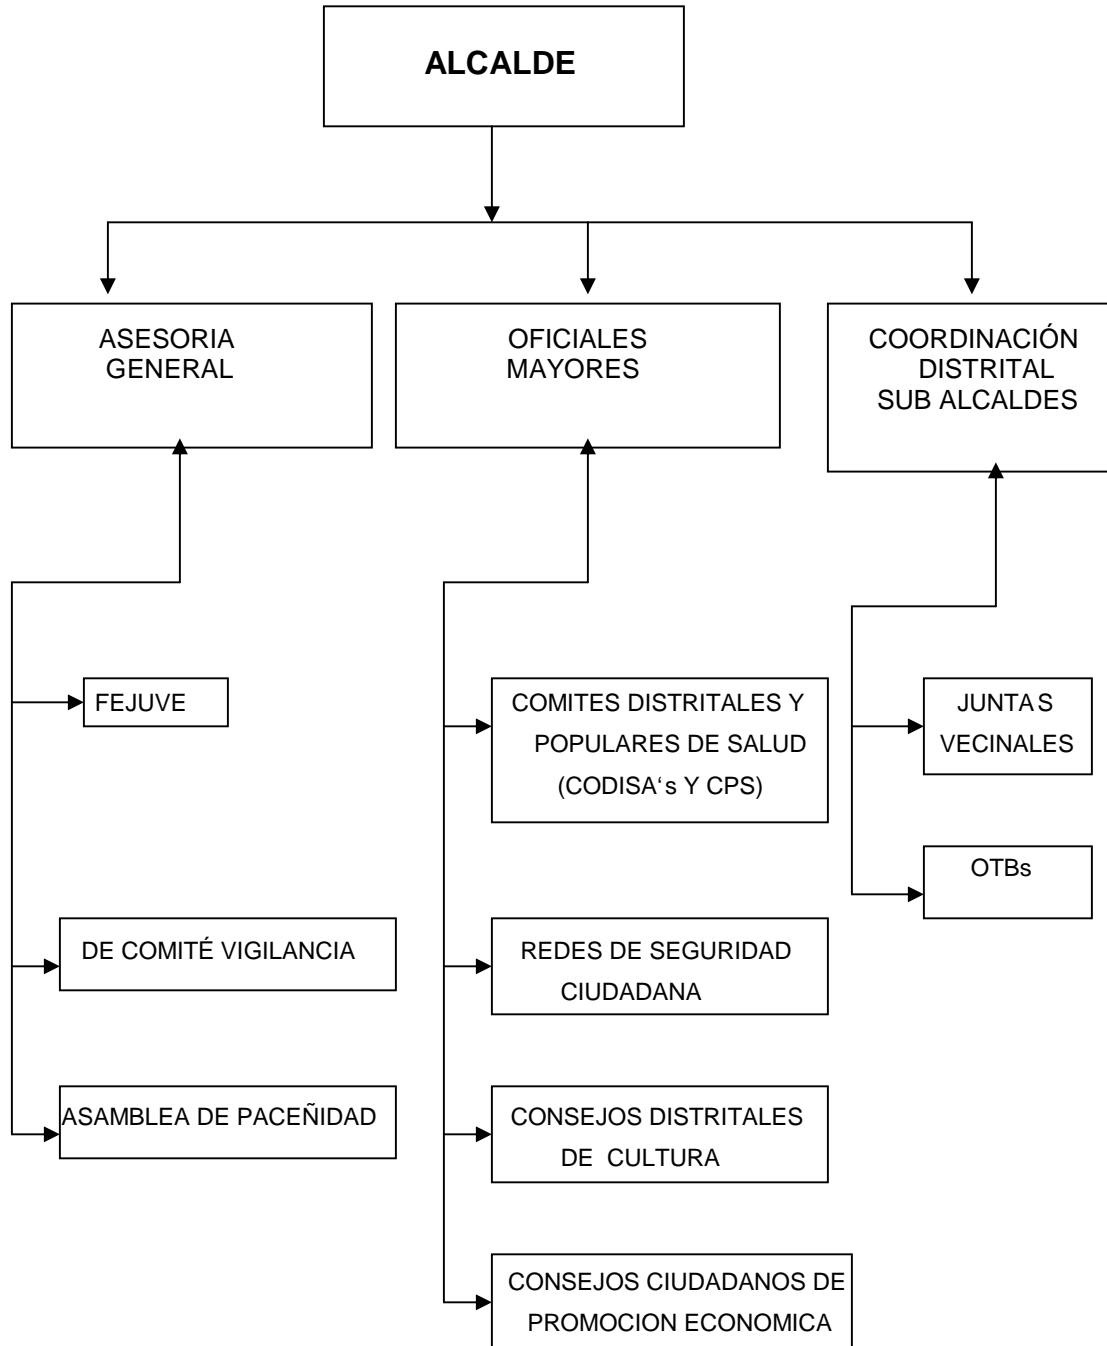 ALCALDE
ASESORIA
GENERAL
OFICIALES
MAYORES
COORDINACIÓN
DISTRITAL
SUB ALCALDES
FEJUVE
DE COMITÉ VIGILANCIA
ASAMBLEA DE PACEÑIDAD
COMITES DISTRITALES Y
POPULARES DE SALUD
(CODISA‘s Y CPS)
REDES DE SEGURIDAD
CIUDADANA
CONSEJOS DISTRITALES
DE CULTURA
CONSEJOS CIUDADANOS DE
PROMOCION ECONOMICA
JUNTAS
VECINALES
OTBs